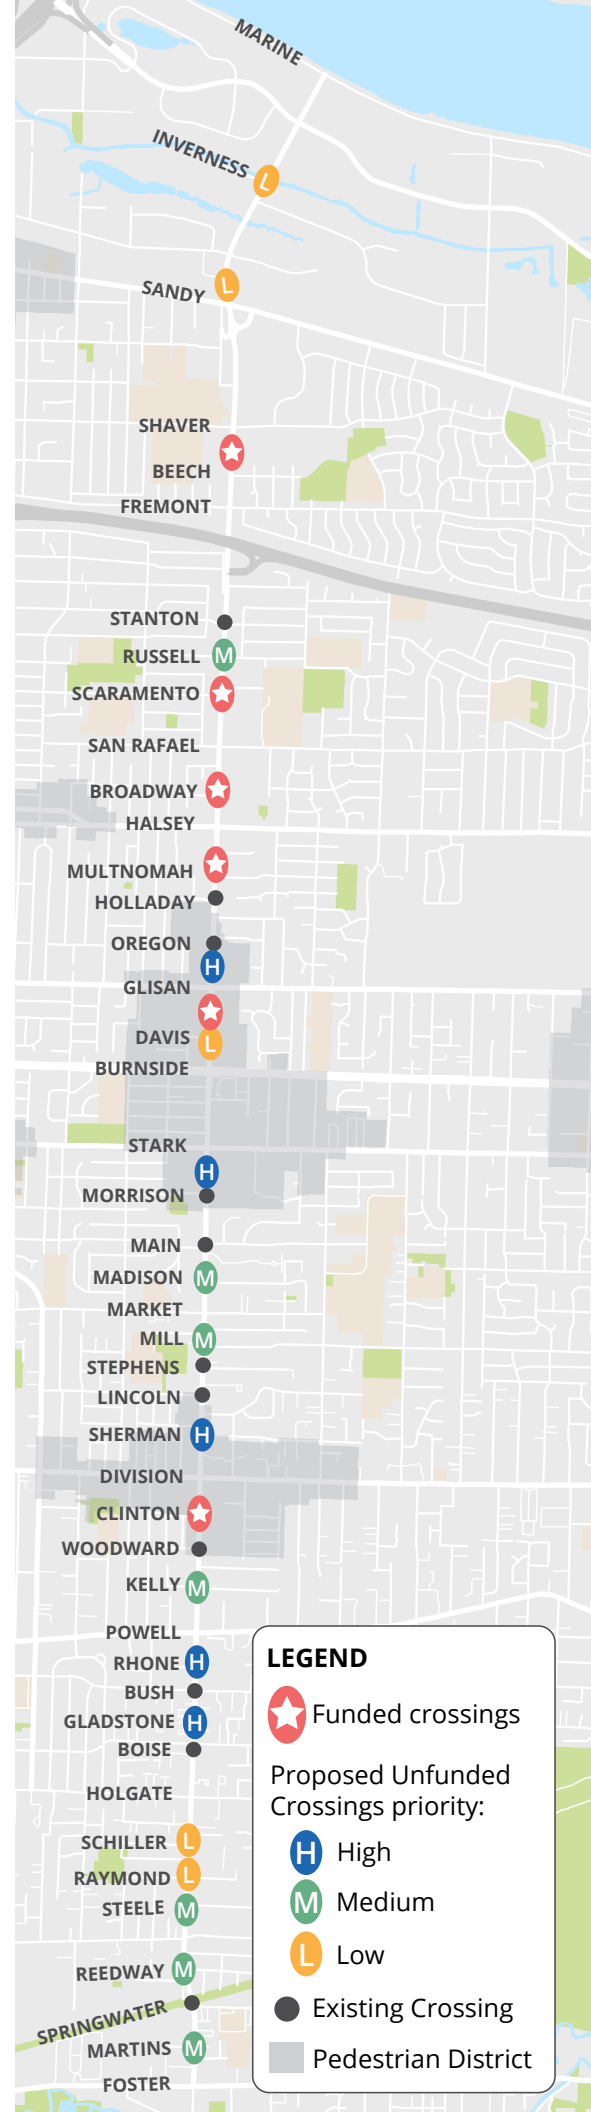 MARINE
INVERNESS
L
SANDY
L
SHAVER
BEECH
FREMONT
STANTON
RUSSELL M
SCARAMENTO
SAN RAFAEL
BROADWAY
HALSEY
MULTNOMAH
HOLLADAY
OREGON
H
GLISAN
DAVIS L
BURNSIDE
STARK
H
MORRISON
MAIN
MADISON M
MARKET
MILL M
STEPHENS
LINCOLN
SHERMAN H
DIVISION
CLINTON
WOODWARD
KELLY M
POWELL
RHONE H
BUSH
GLADSTONE H
BOISE
HOLGATE
SCHILLER L
RAYMOND L
STEELE M
REEDWAY M
SPRINGWATER
MARTINS M
FOSTER
LEGEND
Funded crossings
Proposed Unfunded
Crossings priority:
H High
M Medium
L Low
Existing Crossing
Pedestrian District